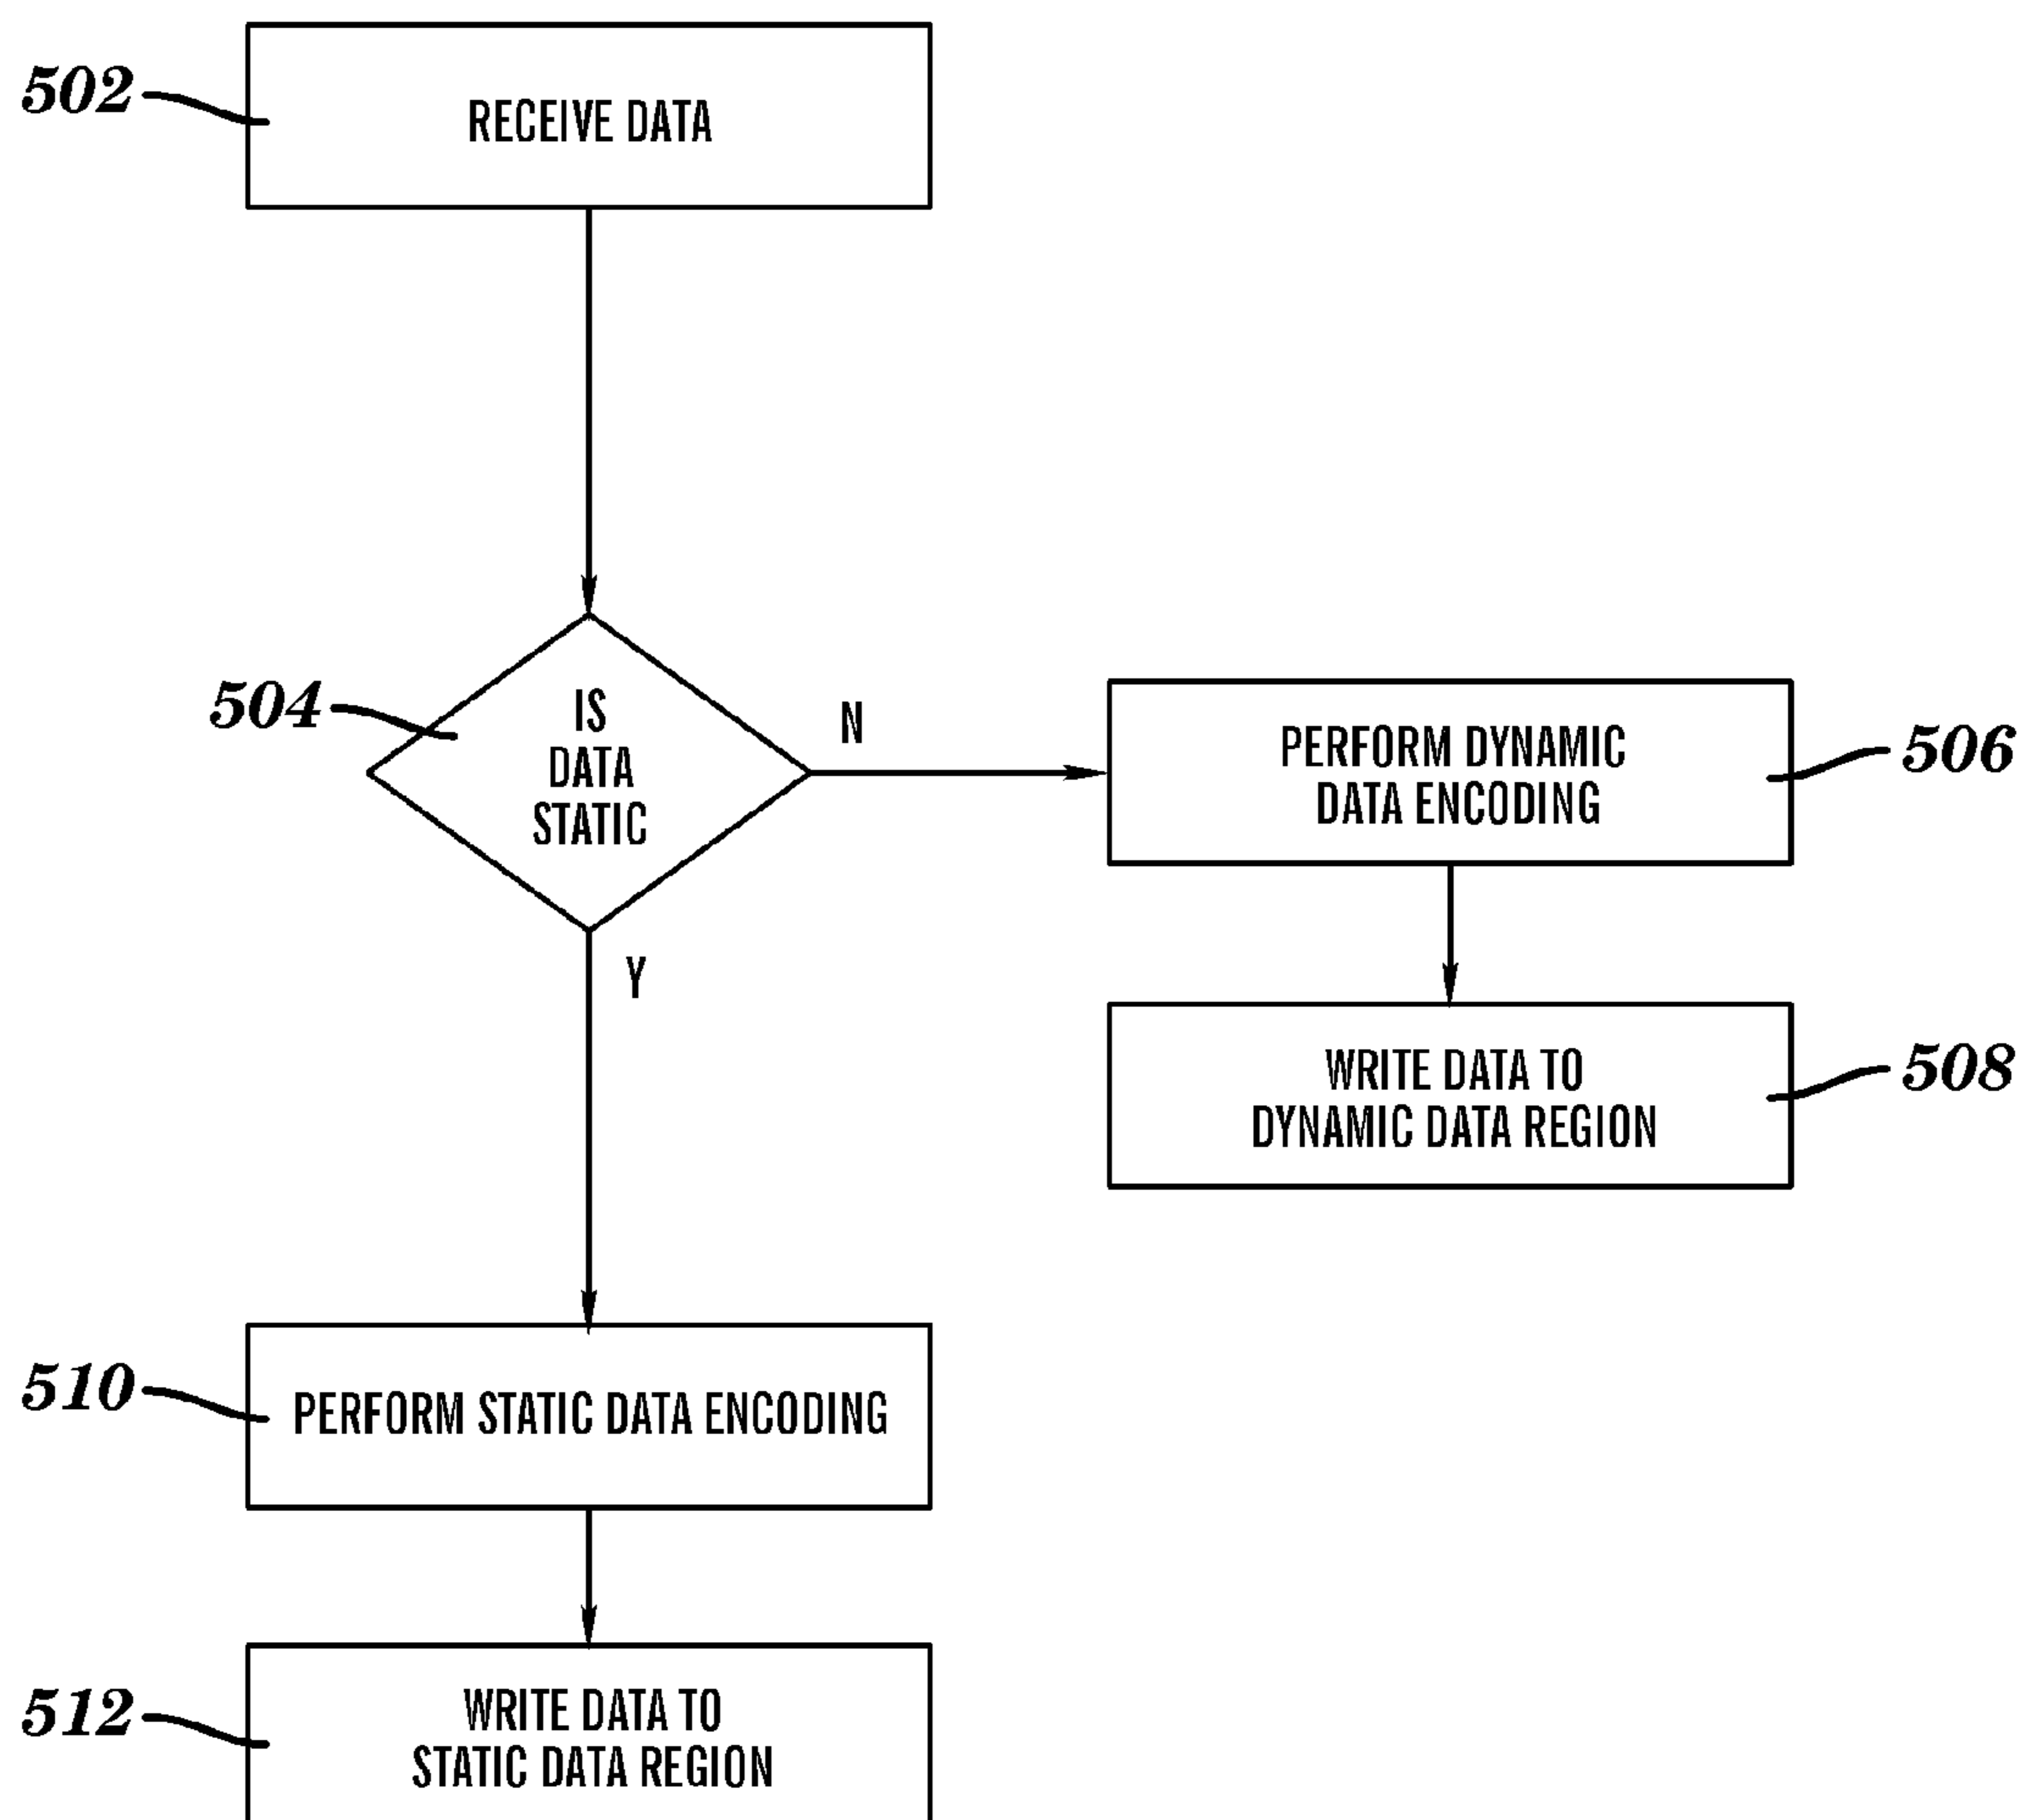 502
RECEIVE DATA
504
IS
DATA
STATIC
N
Y
PERFORM DYNAMIC
DATA ENCODING
506
WRITE DATA TO
DYNAMIC DATA REGION
508
510
PERFORM STATIC DATA ENCODING
512
WRITE DATA TO
STATIC DATA REGION